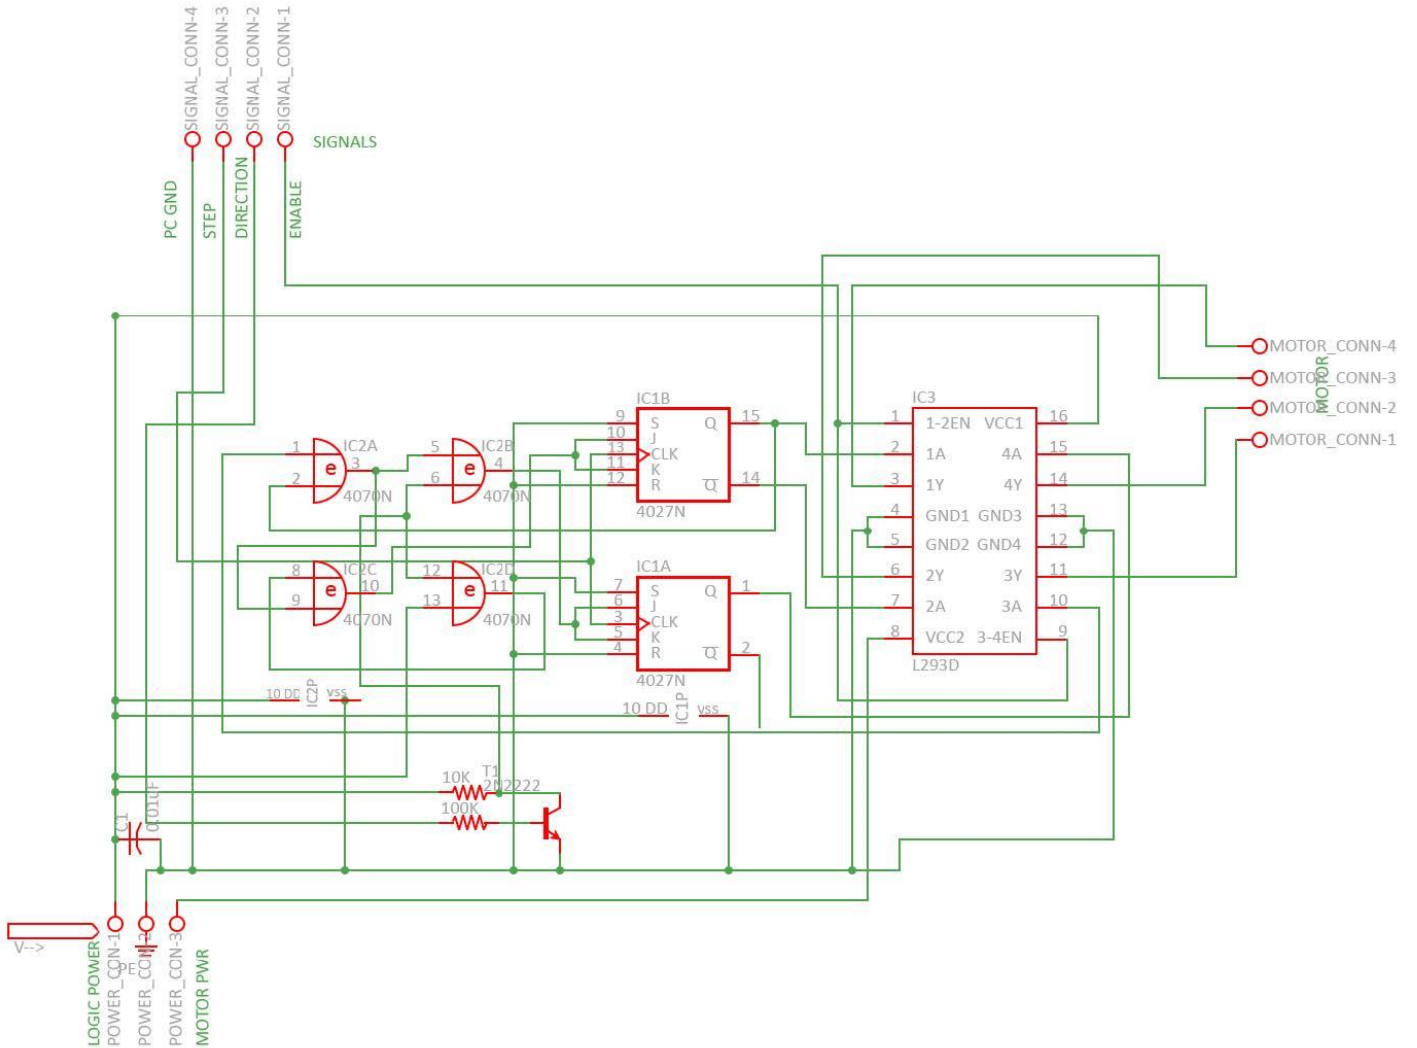 SIGNAL_CONN-4
SIGNAL_CONN-3
SIGNAL_CONN-2
SIGNAL_CONN-1
SIGNALS
PC GND
STEP
DIRECTION
ENABLE
MOTOR_CONN-4
MOTOR_CONN-3
MOTOR_CONN-2
MOTOR_CONN-1
MOTOR
IC2A
1
2
3
e
4070N
IC2B
5
6
4
e
4070N
IC2C
8
9
10
e
4070N
IC2D
12
13
11
e
4070N
IC1B
9 S Q 15
10 J
13 CLK
11 K
12 R Q 14
4027N
IC1A
7 S Q 1
6 J
3 CLK
5 K
4 R Q 2
4027N
IC3
1 1-2EN VCC1 16
2 1A 4A 15
3 1Y 4Y 14
4 GND1 GND3 13
5 GND2 GND4 12
6 2Y 3Y 11
7 2A 3A 10
8 VCC2 3-4EN 9
L293D
10 DD IC2P vss
10 DD IC1P vss
10K
T1
2N2222
100K
C1
0.01uF
V-->
PE
LOGIC POWER
POWER_CCN-1
POWER_CCN-2
POWER_CCN-3
MOTOR PWR